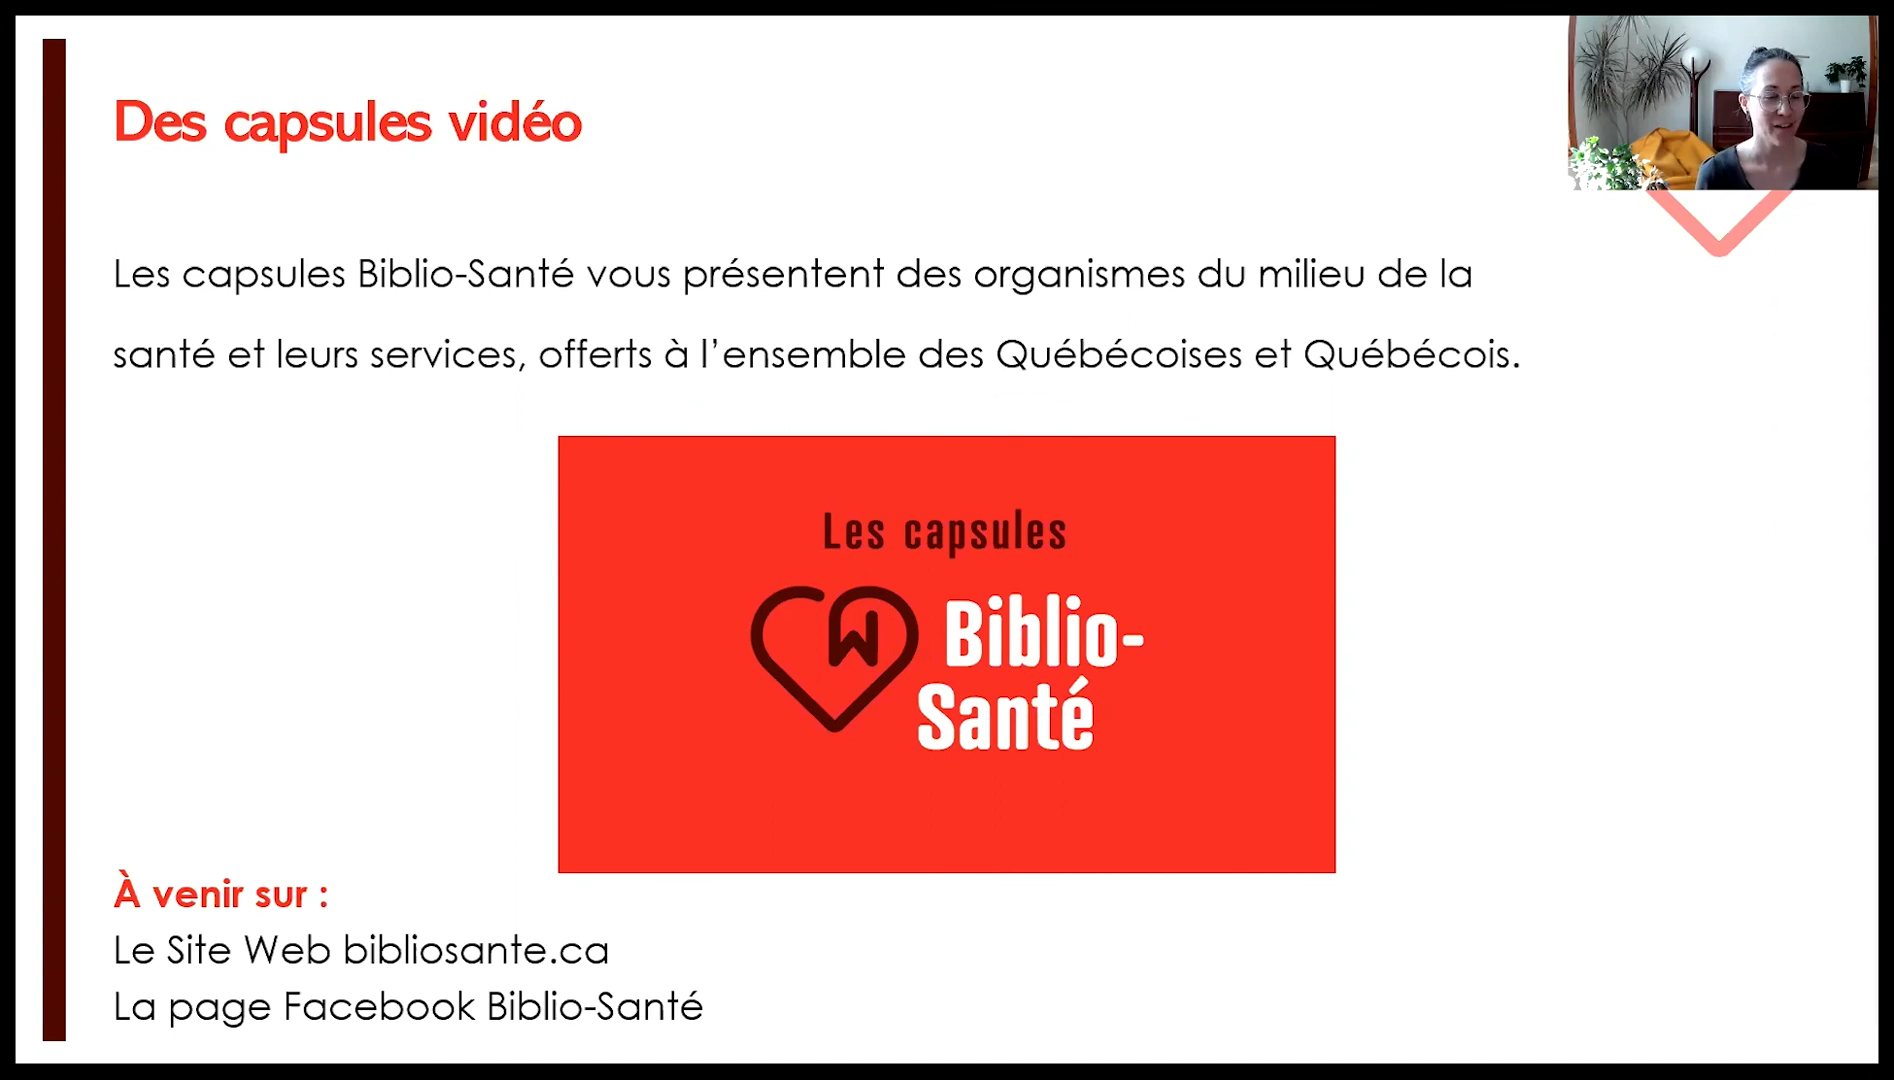 Des capsules vidéo
Les capsules Biblio-Santé vous présentent des organismes du milieu de la
santé et leurs services, offerts à l’ensemble des Québécoises et Québécois.
Les capsules
Biblio-
Santé
À venir sur :
Le Site Web bibliosante.ca
La page Facebook Biblio-Santé